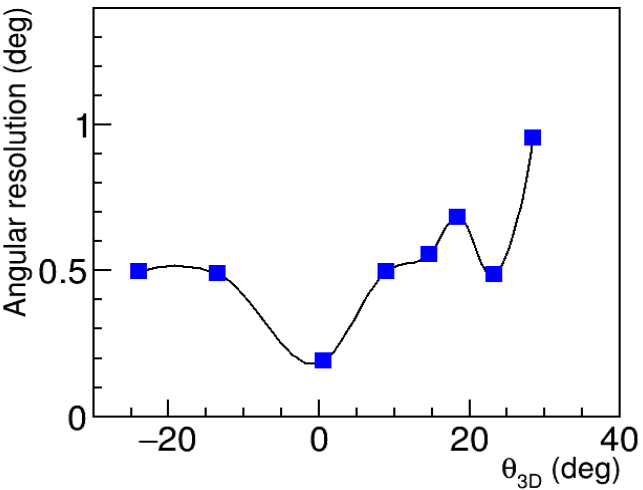 Angular resolution (deg)
1
0.5
0
−20 0 20 40
θ3D (deg)